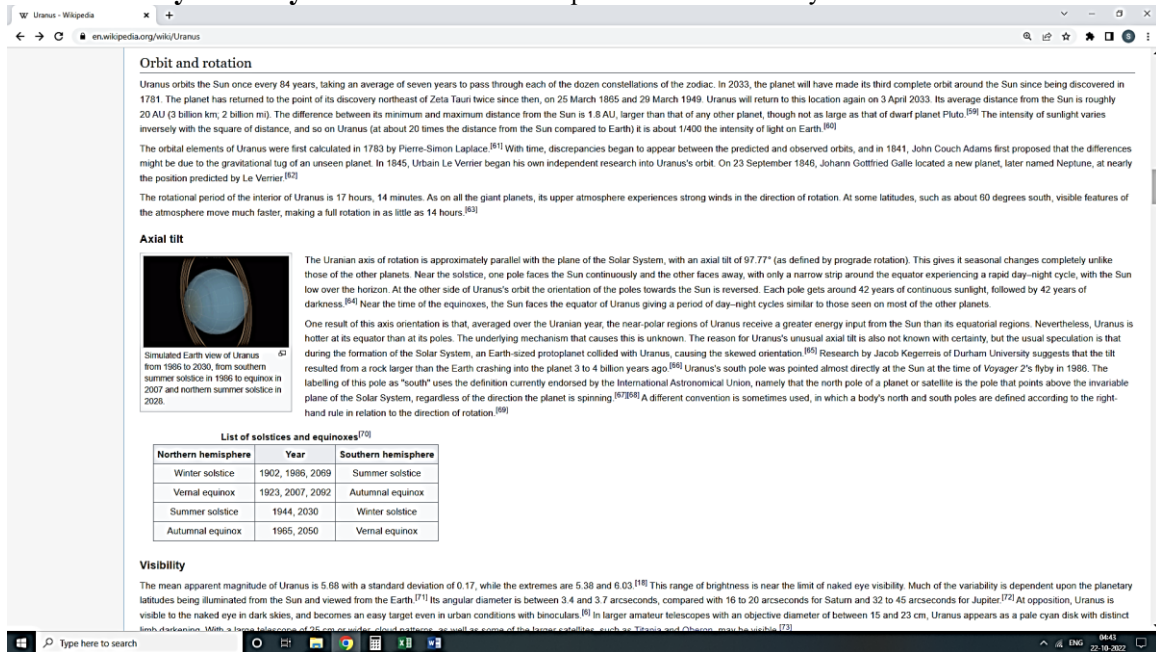 Uranus - Wikipedia
en.wikipedia.org/wiki/Uranus
S
Orbit and rotation
Uranus orbits the Sun once every 84 years, taking an average of seven years to pass through each of the dozen constellations of the zodiac. In 2033, the planet will have made its third complete orbit around the Sun since being discovered in
1781. The planet has returned to the point of its discovery northeast of Zeta Tauri twice since then, on 25 March 1865 and 29 March 1949. Uranus will return to this location again on 3 April 2033. Its average distance from the Sun is roughly
20 AU (3 billion km; 2 billion mi). The difference between its minimum and maximum distance from the Sun is 1.8 AU, larger than that of any other planet, though not as large as that of dwarf planet Pluto.[59] The intensity of sunlight varies
inversely with the square of distance, and so on Uranus (at about 20 times the distance from the Sun compared to Earth) it is about 1/400 the intensity of light on Earth.[60]
The orbital elements of Uranus were first calculated in 1783 by Pierre-Simon Laplace.[61] With time, discrepancies began to appear between the predicted and observed orbits, and in 1841, John Couch Adams first proposed that the differences
might be due to the gravitational tug of an unseen planet. In 1845, Urbain Le Verrier began his own independent research into Uranus's orbit. On 23 September 1846, Johann Gottfried Galle located a new planet, later named Neptune, at nearly
the position predicted by Le Verrier.[62]
The rotational period of the interior of Uranus is 17 hours, 14 minutes. As on all the giant planets, its upper atmosphere experiences strong winds in the direction of rotation. At some latitudes, such as about 60 degrees south, visible features of
the atmosphere move much faster, making a full rotation in as little as 14 hours.[63]
Axial tilt
The Uranian axis of rotation is approximately parallel with the plane of the Solar System, with an axial tilt of 97.77° (as defined by prograde rotation). This gives it seasonal changes completely unlike
those of the other planets. Near the solstice, one pole faces the Sun continuously and the other faces away, with only a narrow strip around the equator experiencing a rapid day–night cycle, with the Sun
low over the horizon. At the other side of Uranus's orbit the orientation of the poles towards the Sun is reversed. Each pole gets around 42 years of continuous sunlight, followed by 42 years of
darkness.[64] Near the time of the equinoxes, the Sun faces the equator of Uranus giving a period of day–night cycles similar to those seen on most of the other planets.
One result of this axis orientation is that, averaged over the Uranian year, the near-polar regions of Uranus receive a greater energy input from the Sun than its equatorial regions. Nevertheless, Uranus is
hotter at its equator than at its poles. The underlying mechanism that causes this is unknown. The reason for Uranus's unusual axial tilt is also not known with certainty, but the usual speculation is that
during the formation of the Solar System, an Earth-sized protoplanet collided with Uranus, causing the skewed orientation.[65] Research by Jacob Kegerreis of Durham University suggests that the tilt
resulted from a rock larger than the Earth crashing into the planet 3 to 4 billion years ago.[66] Uranus's south pole was pointed almost directly at the Sun at the time of Voyager 2's flyby in 1986. The
labelling of this pole as "south" uses the definition currently endorsed by the International Astronomical Union, namely that the north pole of a planet or satellite is the pole that points above the invariable
plane of the Solar System, regardless of the direction the planet is spinning.[67][68] A different convention is sometimes used, in which a body's north and south poles are defined according to the right-
hand rule in relation to the direction of rotation.[69]
Simulated Earth view of Uranus
from 1986 to 2030, from southern
summer solstice in 1986 to equinox in
2007 and northern summer solstice in
2028.
List of solstices and equinoxes[70]
Northern hemisphere Year Southern hemisphere
Winter solstice 1902, 1986, 2069 Summer solstice
Vernal equinox 1923, 2007, 2092 Autumnal equinox
Summer solstice 1944, 2030 Winter solstice
Autumnal equinox 1965, 2050 Vernal equinox
Visibility
The mean apparent magnitude of Uranus is 5.68 with a standard deviation of 0.17, while the extremes are 5.38 and 6.03.[18] This range of brightness is near the limit of naked eye visibility. Much of the variability is dependent upon the planetary
latitudes being illuminated from the Sun and viewed from the Earth.[71] Its angular diameter is between 3.4 and 3.7 arcseconds, compared with 16 to 20 arcseconds for Saturn and 32 to 45 arcseconds for Jupiter.[72] At opposition, Uranus is
visible to the naked eye in dark skies, and becomes an easy target even in urban conditions with binoculars.[6] In larger amateur telescopes with an objective diameter of between 15 and 23 cm, Uranus appears as a pale cyan disk with distinct
limb darkening. With a large telescope of 25 cm or wider, cloud patterns, as well as some of the larger satellites, such as Titania and Oberon, may be visible.[73]
Type here to search
ENG
04:43
22-10-2022